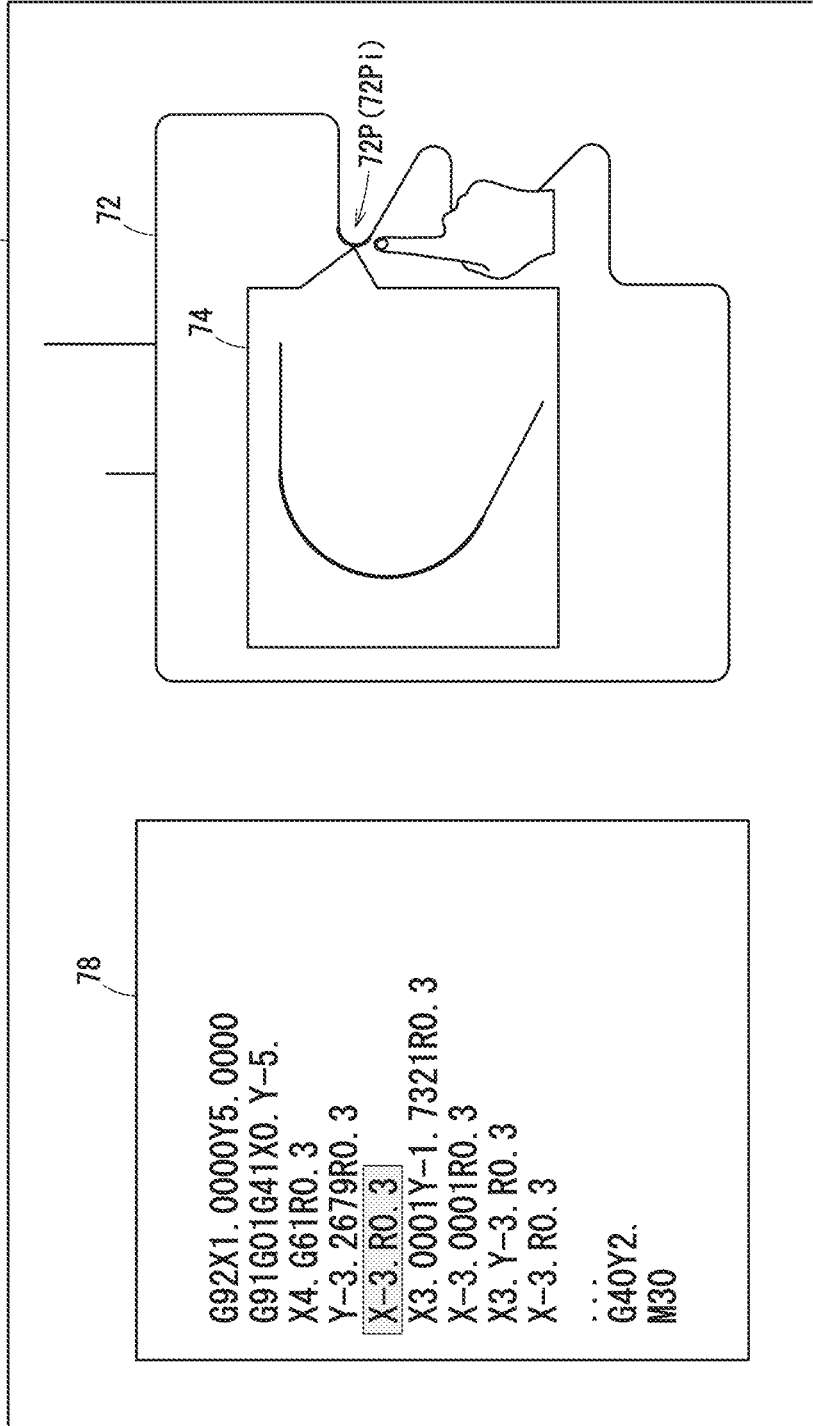 78
G92X1. 0000Y5. 0000
G91G01G41X0. Y-5.
X4. G61R0. 3
Y-3. 2679R0. 3
X-3. R0. 3
X3. 0001Y-1. 7321R0. 3
X-3. 0001R0. 3
X3. Y-3. R0. 3
X-3. R0. 3
...
G40Y2.
M30
72
74
72P(72Pi)